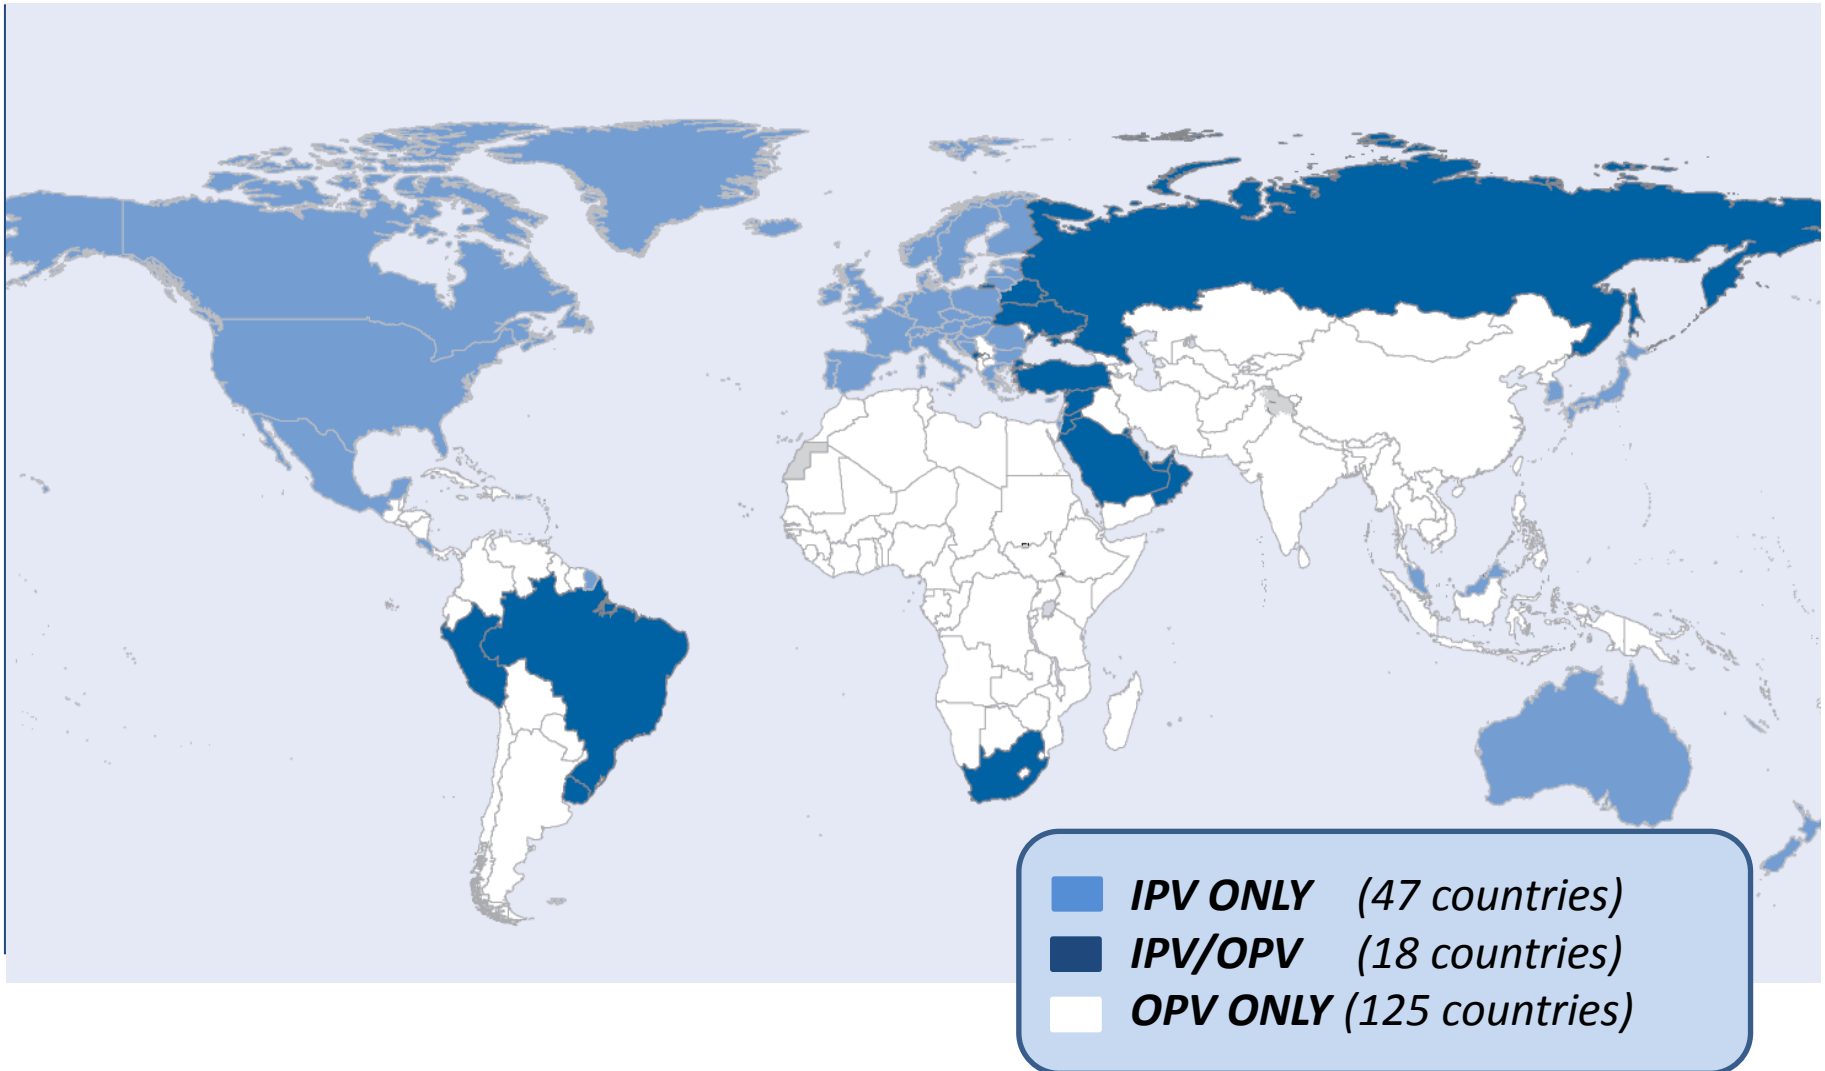 IPV ONLY (47 countries)
IPV/OPV (18 countries)
OPV ONLY (125 countries)